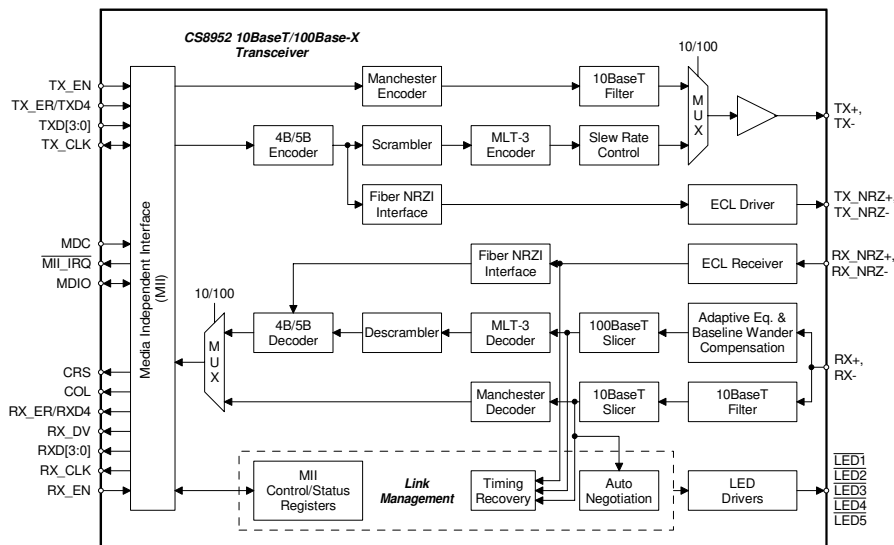 CS8952 10BaseT/100Base-X
Transceiver
10/100
TX_EN
TX_ER/TXD4
TXD[3:0]
TX_CLK
Manchester
Encoder
10BaseT
Filter
MUX
TX+,
TX-
4B/5B
Encoder
Scrambler
MLT-3
Encoder
Slew Rate
Control
Fiber NRZI
Interface
ECL Driver
TX_NRZ+,
TX_NRZ-
Media Independent Interface
(MII)
MDC
MII_IRQ
MDIO
Fiber NRZI
Interface
ECL Receiver
RX_NRZ+,
RX_NRZ-
10/100
MUX
4B/5B
Decoder
Descrambler
MLT-3
Decoder
100BaseT
Slicer
Adaptive Eq. &
Baseline Wander
Compensation
RX+,
RX-
CRS
COL
RX_ER/RXD4
RX_DV
RXD[3:0]
RX_CLK
RX_EN
Manchester
Decoder
10BaseT
Slicer
10BaseT
Filter
MII
Control/Status
Registers
Link
Management
Timing
Recovery
Auto
Negotiation
LED
Drivers
LED1
LED2
LED3
LED4
LED5